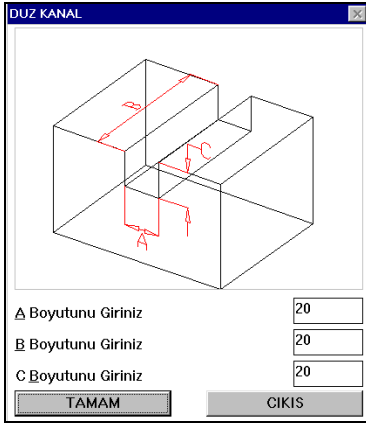 DUZ KANAL
B
C
A
A Boyutunu Giriniz 20
B Boyutunu Giriniz 20
C Boyutunu Giriniz 20
TAMAM CIKIS